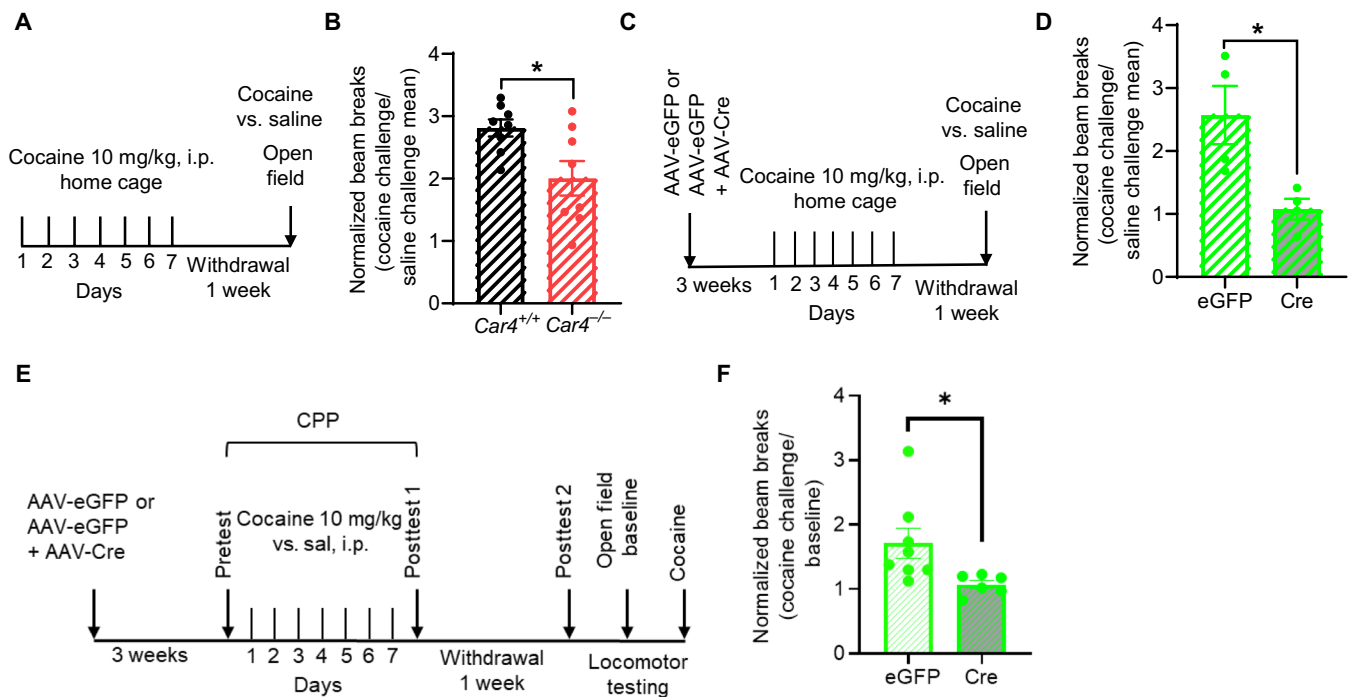 A
Cocaine
vs. saline
Cocaine 10 mg/kg, i.p.
home cage
Open
field
1 2 3 4 5 6 7
Withdrawal
1 week
Days
B
Normalized beam breaks
(cocaine challenge/
saline challenge mean)
4
3
2
1
0
*
Car4+/+ Car4−/−
C
AAV-eGFP or
AAV-eGFP
+ AAV-Cre
Cocaine
vs. saline
Cocaine 10 mg/kg, i.p.
home cage
Open
field
3 weeks
1 2 3 4 5 6 7
Days
Withdrawal
1 week
D
Normalized beam breaks
(cocaine challenge/
saline challenge mean)
4
3
2
1
0
*
eGFP Cre
E
CPP
AAV-eGFP or
AAV-eGFP
+ AAV-Cre
Pretest
Cocaine 10 mg/kg
vs. sal, i.p.
Posttest 1
Posttest 2
Open field
baseline
Cocaine
3 weeks
1 2 3 4 5 6 7
Days
Withdrawal
1 week
Locomotor
testing
F
Normalized beam breaks
(cocaine challenge/
baseline)
4
3
2
1
0
*
eGFP Cre